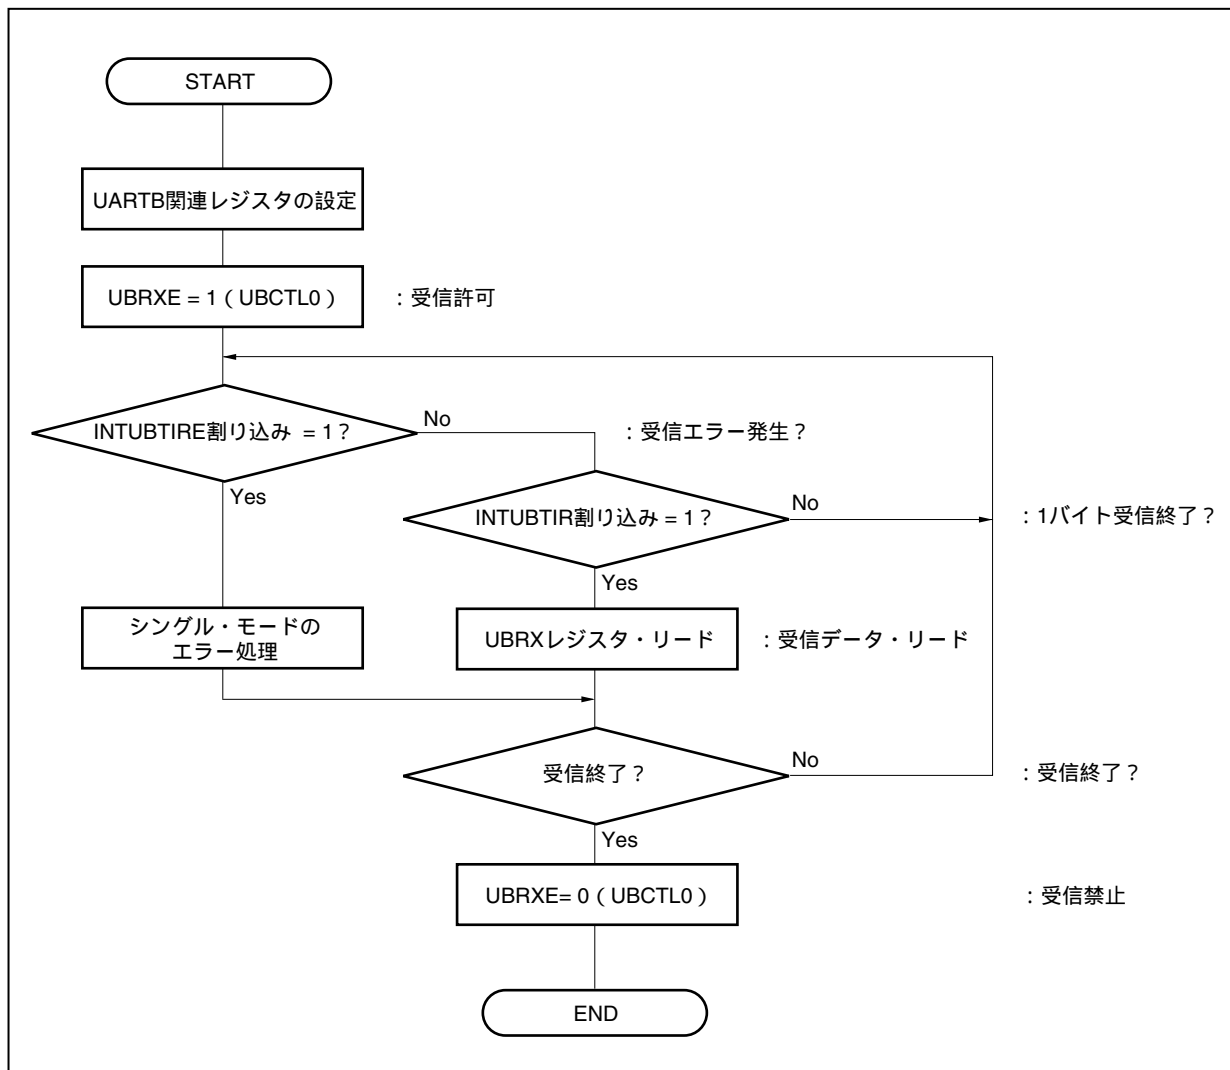 START
UARTB関連レジスタの設定
UBRXE = 1 ( UBCTL0 )
：受信許可
INTUBTIRE割り込み = 1？
No
：受信エラー発生？
Yes
INTUBTIR割り込み = 1？
No
：1バイト受信終了？
Yes
シングル・モードの
エラー処理
UBRXレジスタ・リード
：受信データ・リード
受信終了？
No
：受信終了？
Yes
UBRXE= 0 ( UBCTL0 )
：受信禁止
END